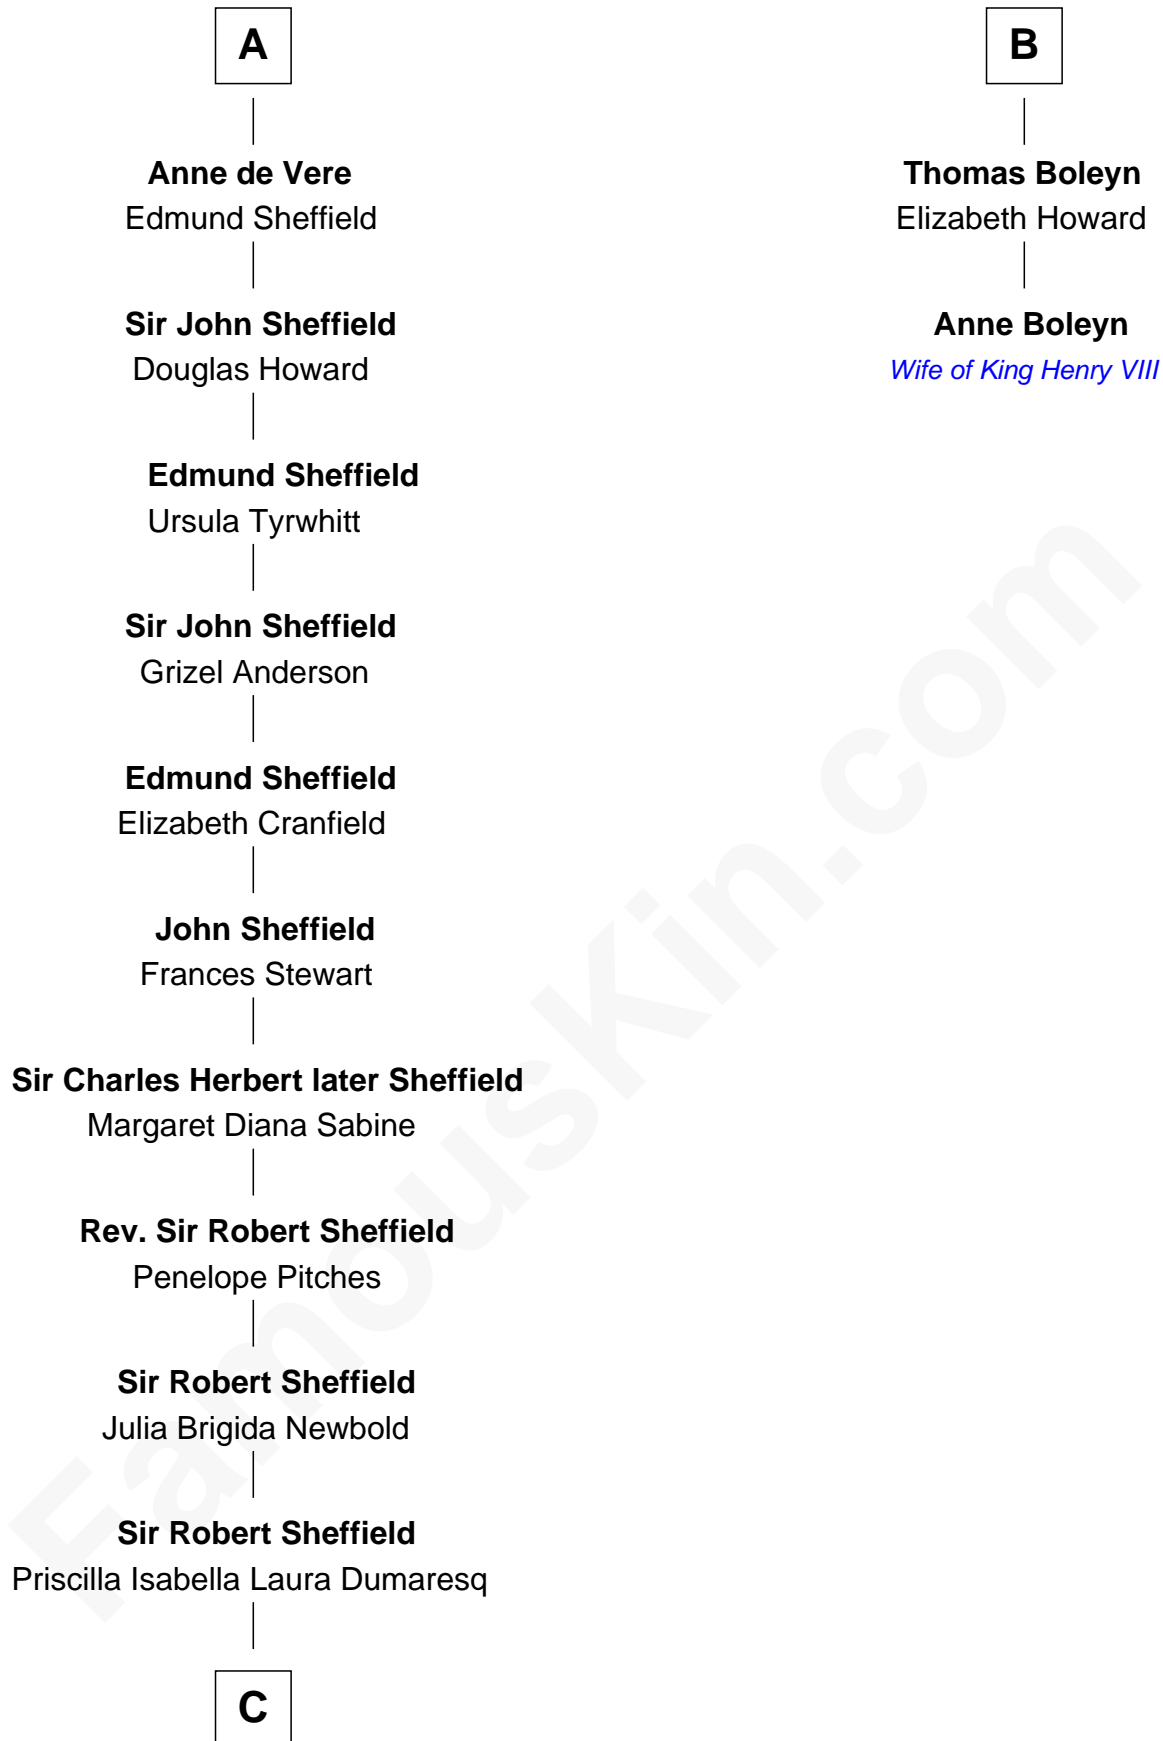 A
Anne de Vere
Edmund Sheffield
Sir John Sheffield
Douglas Howard
Edmund Sheffield
Ursula Tyrwhitt
Sir John Sheffield
Grizel Anderson
Edmund Sheffield
Elizabeth Cranfield
John Sheffield
Frances Stewart
Sir Charles Herbert later Sheffield
Margaret Diana Sabine
Rev. Sir Robert Sheffield
Penelope Pitches
Sir Robert Sheffield
Julia Brigida Newbold
Sir Robert Sheffield
Priscilla Isabella Laura Dumaresq
C
B
Thomas Boleyn
Elizabeth Howard
Anne Boleyn
Wife of King Henry VIII
FamousKin.com